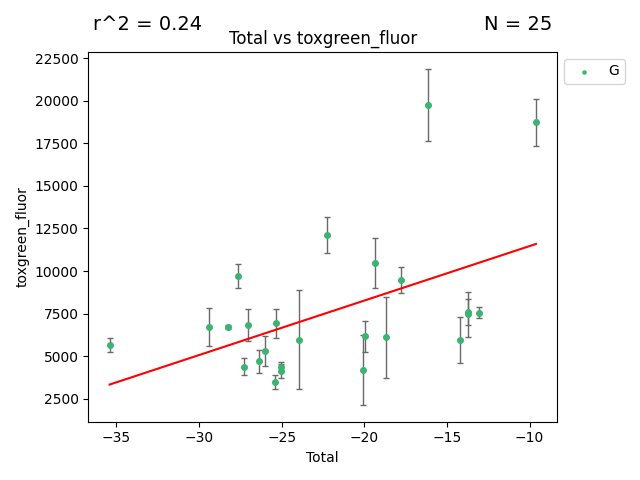 r^2 = 0.24
N = 25
Total vs toxgreen_fluor
G
22500
20000
17500
15000
12500
10000
7500
5000
2500
toxgreen_fluor
−35
−30
−25
−20
−15
−10
Total